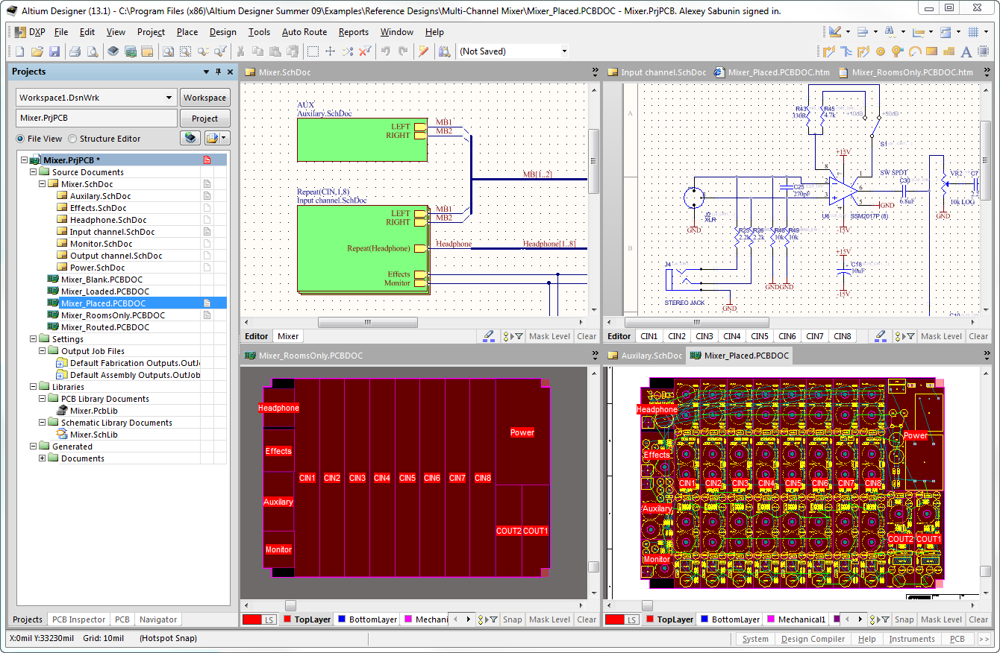 Altium Designer (13.1) - C:\Program Files (x86)\Altium Designer Summer 09\Examples\Reference Designs\Multi-Channel Mixer\Mixer_Placed.PCBDOC - Mixer.PrjPCB. Alexey Sabunin signed in.
DXP File Edit View Project Place Design Tools Auto Route Reports Window Help
(Not Saved)
Projects
Workspace1.DsnWrk Workspace
Mixer.PrjPCB Project
File View Structure Editor
Mixer.PrjPCB *
Source Documents
Mixer.SchDoc
Auxilary.SchDoc
Effects.SchDoc
Headphone.SchDoc
Input channel.SchDoc
Monitor.SchDoc
Output channel.SchDoc
Power.SchDoc
Mixer_Blank.PCBDOC
Mixer_Loaded.PCBDOC
Mixer_Placed.PCBDOC
Mixer_RoomsOnly.PCBDOC
Mixer_Routed.PCBDOC
Settings
Output Job Files
Default Fabrication Outputs.OutJo
Default Assembly Outputs.OutJob
Libraries
PCB Library Documents
Mixer.PcbLib
Schematic Library Documents
Mixer.SchLib
Generated
Documents
Projects PCB Inspector PCB Navigator
Mixer.SchDoc
AUX
Auxilary.SchDoc
LEFT MB1
RIGHT MB2
MB[1..2]
Repeat(CIN,1,8)
Input channel.SchDoc
LEFT MB1
RIGHT MB2
Repeat(Headphone) Headphone Headphone[1..8]
Effects
Monitor
Editor Mixer Mask Level Clear
Input channel.SchDoc Mixer_Placed.PCBDOC.htm Mixer_RoomsOnly.PCBDOC.htm
A
R43 R45
330R 4.7k
+10dB +30dB
S1
+15V
SW SPDT
8 7 1
2 6
3 5
4
C25
270pF
C30
6.8uF
VR2 C7
10k LOG
GND
GND
U6 SSM2017P (8)
-15V
J2
XLR
GND
B
R25 R26 R48 R49
2.2k 2.2k 10k 10k
+15V
C18
10uF
-15V
J4
GND GND
STEREO JACK
GND
C10
Editor CIN1 CIN2 CIN3 CIN4 CIN5 CIN6 CIN7 CIN8 Mask Level Clear
Mixer_RoomsOnly.PCBDOC
Headphone
Effects
Auxilary
Monitor
CIN1 CIN2 CIN3 CIN4 CIN5 CIN6 CIN7 CIN8
Power
COUT2 COUT1
LS TopLayer BottomLayer Mechani Snap Mask Level Clear
Auxilary.SchDoc Mixer_Placed.PCBDOC
Headphone
Power
Effects
CIN1 CIN2 CIN3 CIN4 CIN5 CIN6 CIN7 CIN8
Auxilary
COUT2 COUT1
Monitor
LS TopLayer BottomLayer Mechanical1 Snap Mask Level Clear
X:0mil Y:33230mil Grid: 10mil (Hotspot Snap)
System Design Compiler Help Instruments PCB >>